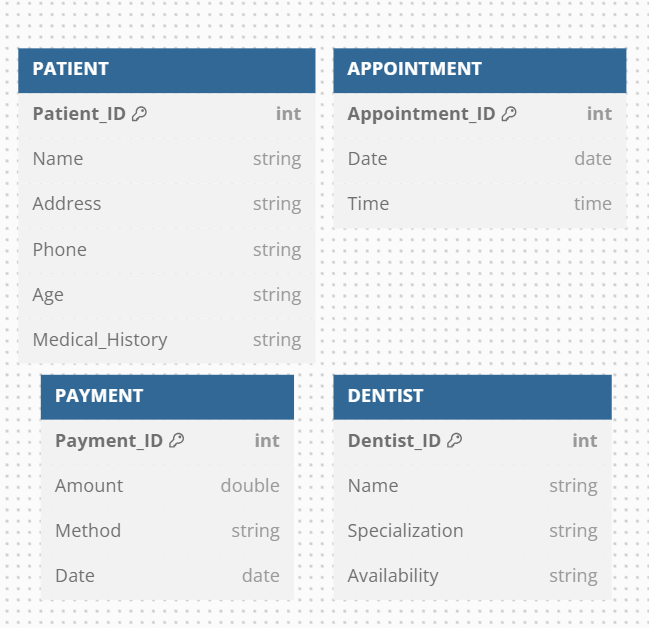 PATIENT
Patient_ID int
Name string
Address string
Phone string
Age string
Medical_History string
APPOINTMENT
Appointment_ID int
Date date
Time time
PAYMENT
Payment_ID int
Amount double
Method string
Date date
DENTIST
Dentist_ID int
Name string
Specialization string
Availability string